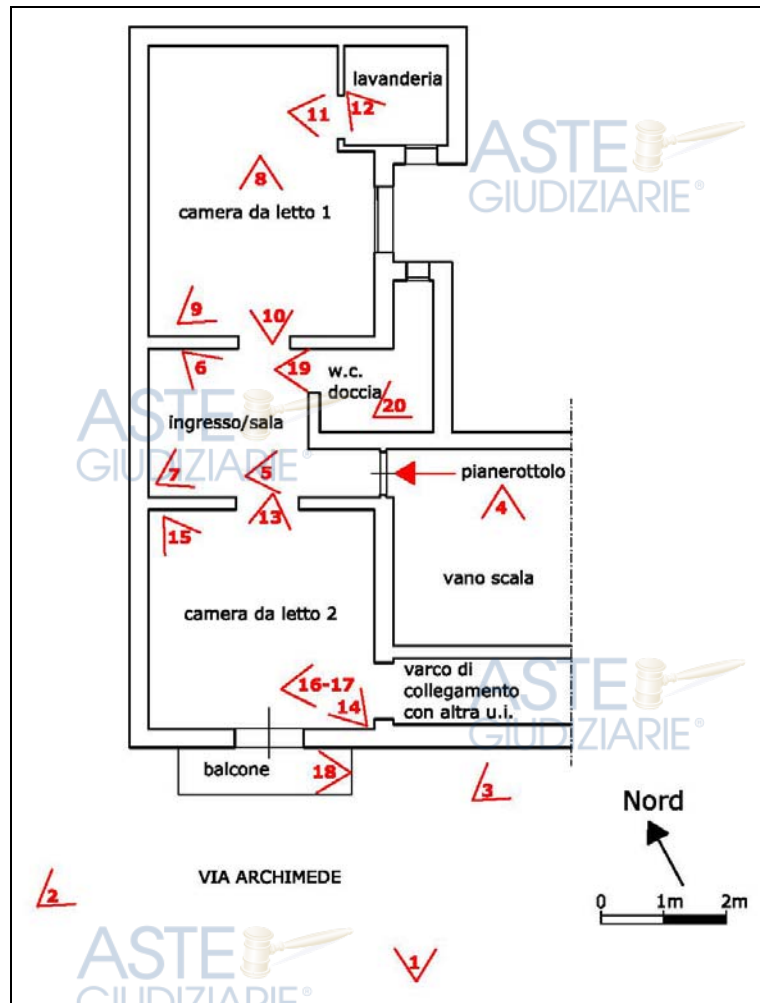 lavanderia
11
12
ASTE
GIUDIZIARIE®
8
camera da letto 1
9
10
6
19
w.c.
doccia
20
ASTE
ingresso/sala
GIUDIZIARIE®
7
5
pianerottolo
4
13
15
vano scala
camera da letto 2
ASTE
GIUDIZIARIE®
varco di
collegamento
con altra u.i.
16-17
14
balcone
18
3
Nord
VIA ARCHIMEDE
2
0 1m 2m
1
ASTE
GIUDIZIARIE®